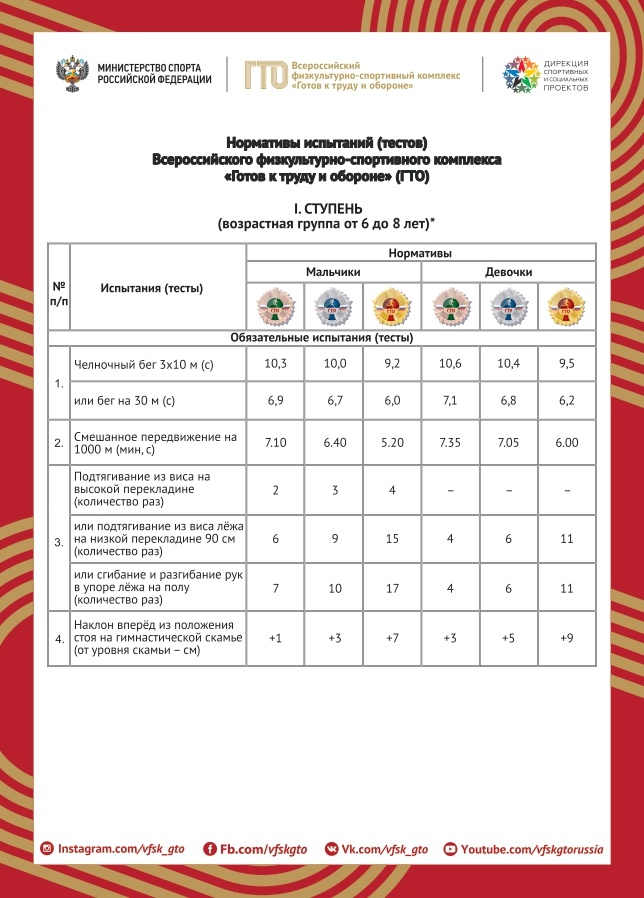 МИНИСТЕРСТВО СПОРТА
РОССИЙСКОЙ ФЕДЕРАЦИИ
ГТО
Всероссийский
физкультурно-спортивный комплекс
«Готов к труду и обороне»
ДИРЕКЦИЯ
СПОРТИВНЫХ
И СОЦИАЛЬНЫХ
ПРОЕКТОВ
Нормативы испытаний (тестов)
Всероссийского физкультурно-спортивного комплекса
«Готов к труду и обороне» (ГТО)
I. СТУПЕНЬ
(возрастная группа от 6 до 8 лет)*
№
п/п
Испытания (тесты)
Нормативы
Мальчики Девочки
ГТО ГТО ГТО ГТО ГТО ГТО
Обязательные испытания (тесты)
1.
Челночный бег 3х10 м (с) 10,3 10,0 9,2 10,6 10,4 9,5
или бег на 30 м (с) 6,9 6,7 6,0 7,1 6,8 6,2
2.
Смешанное передвижение на
1000 м (мин, с) 7.10 6.40 5.20 7.35 7.05 6.00
3.
Подтягивание из виса на
высокой перекладине
(количество раз) 2 3 4 – – –
или подтягивание из виса лёжа
на низкой перекладине 90 см
(количество раз) 6 9 15 4 6 11
или сгибание и разгибание рук
в упоре лёжа на полу
(количество раз) 7 10 17 4 6 11
4.
Наклон вперёд из положения
стоя на гимнастической скамье
(от уровня скамьи – см) +1 +3 +7 +3 +5 +9
Instagram.com/vfsk_gto Fb.com/vfskgto Vk.com/vfsk_gto Youtube.com/vfskgtorussia